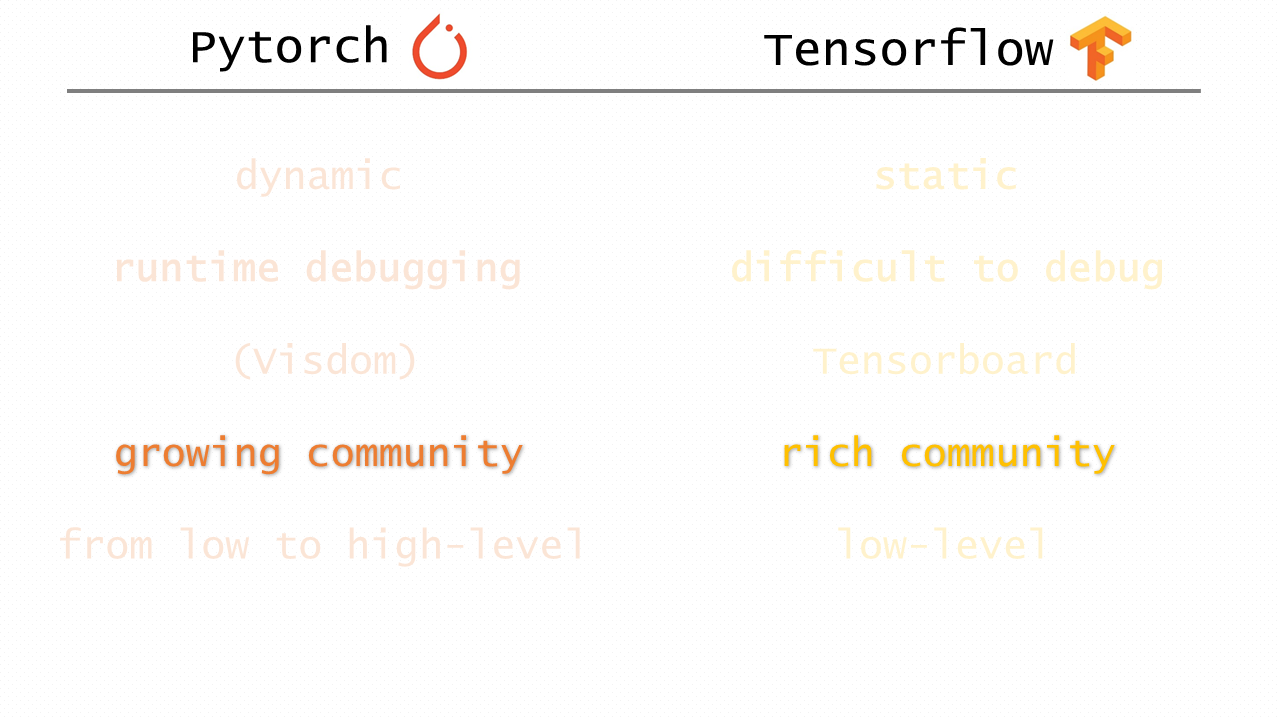 Pytorch Tensorflow
dynamic static
runtime debugging difficult to debug
(Visdom) Tensorboard
growing community rich community
from low to high-level low-level